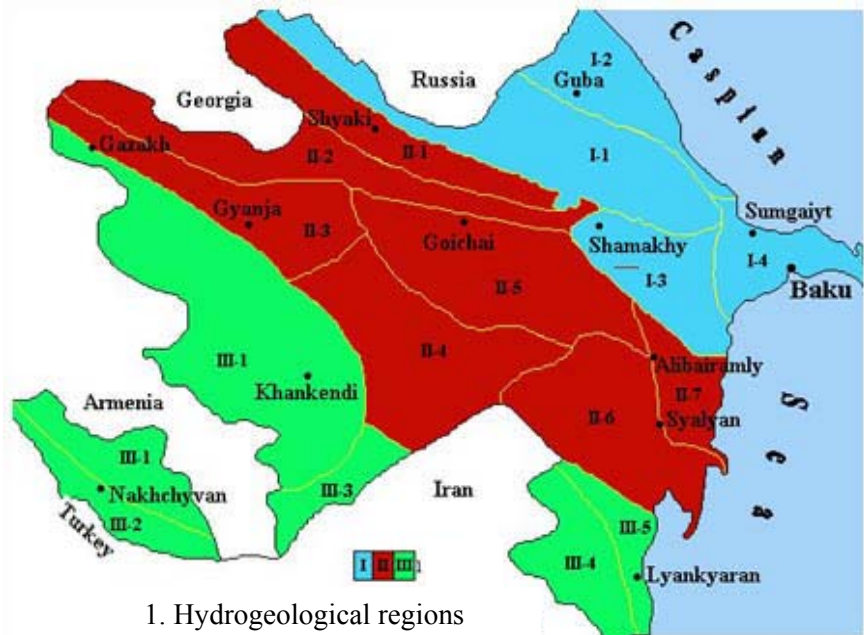 Caspian
Sea
Russia
Georgia
I-2
Guba
Shyaki
II-1
II-2
I-1
Gazakh
Gyanja
II-3
Goichai
Shamakhy
Sumgaiyt
I-4
I-3
Baku
II-5
III-1
II-4
Alibairamly
Khankendi
II-7
Armenia
II-6
Syalyan
III-1
Nakhchyvan
III-3
Iran
III-2
Turkey
III-5
III-4
Lyankyaran
I II III
1. Hydrogeological regions